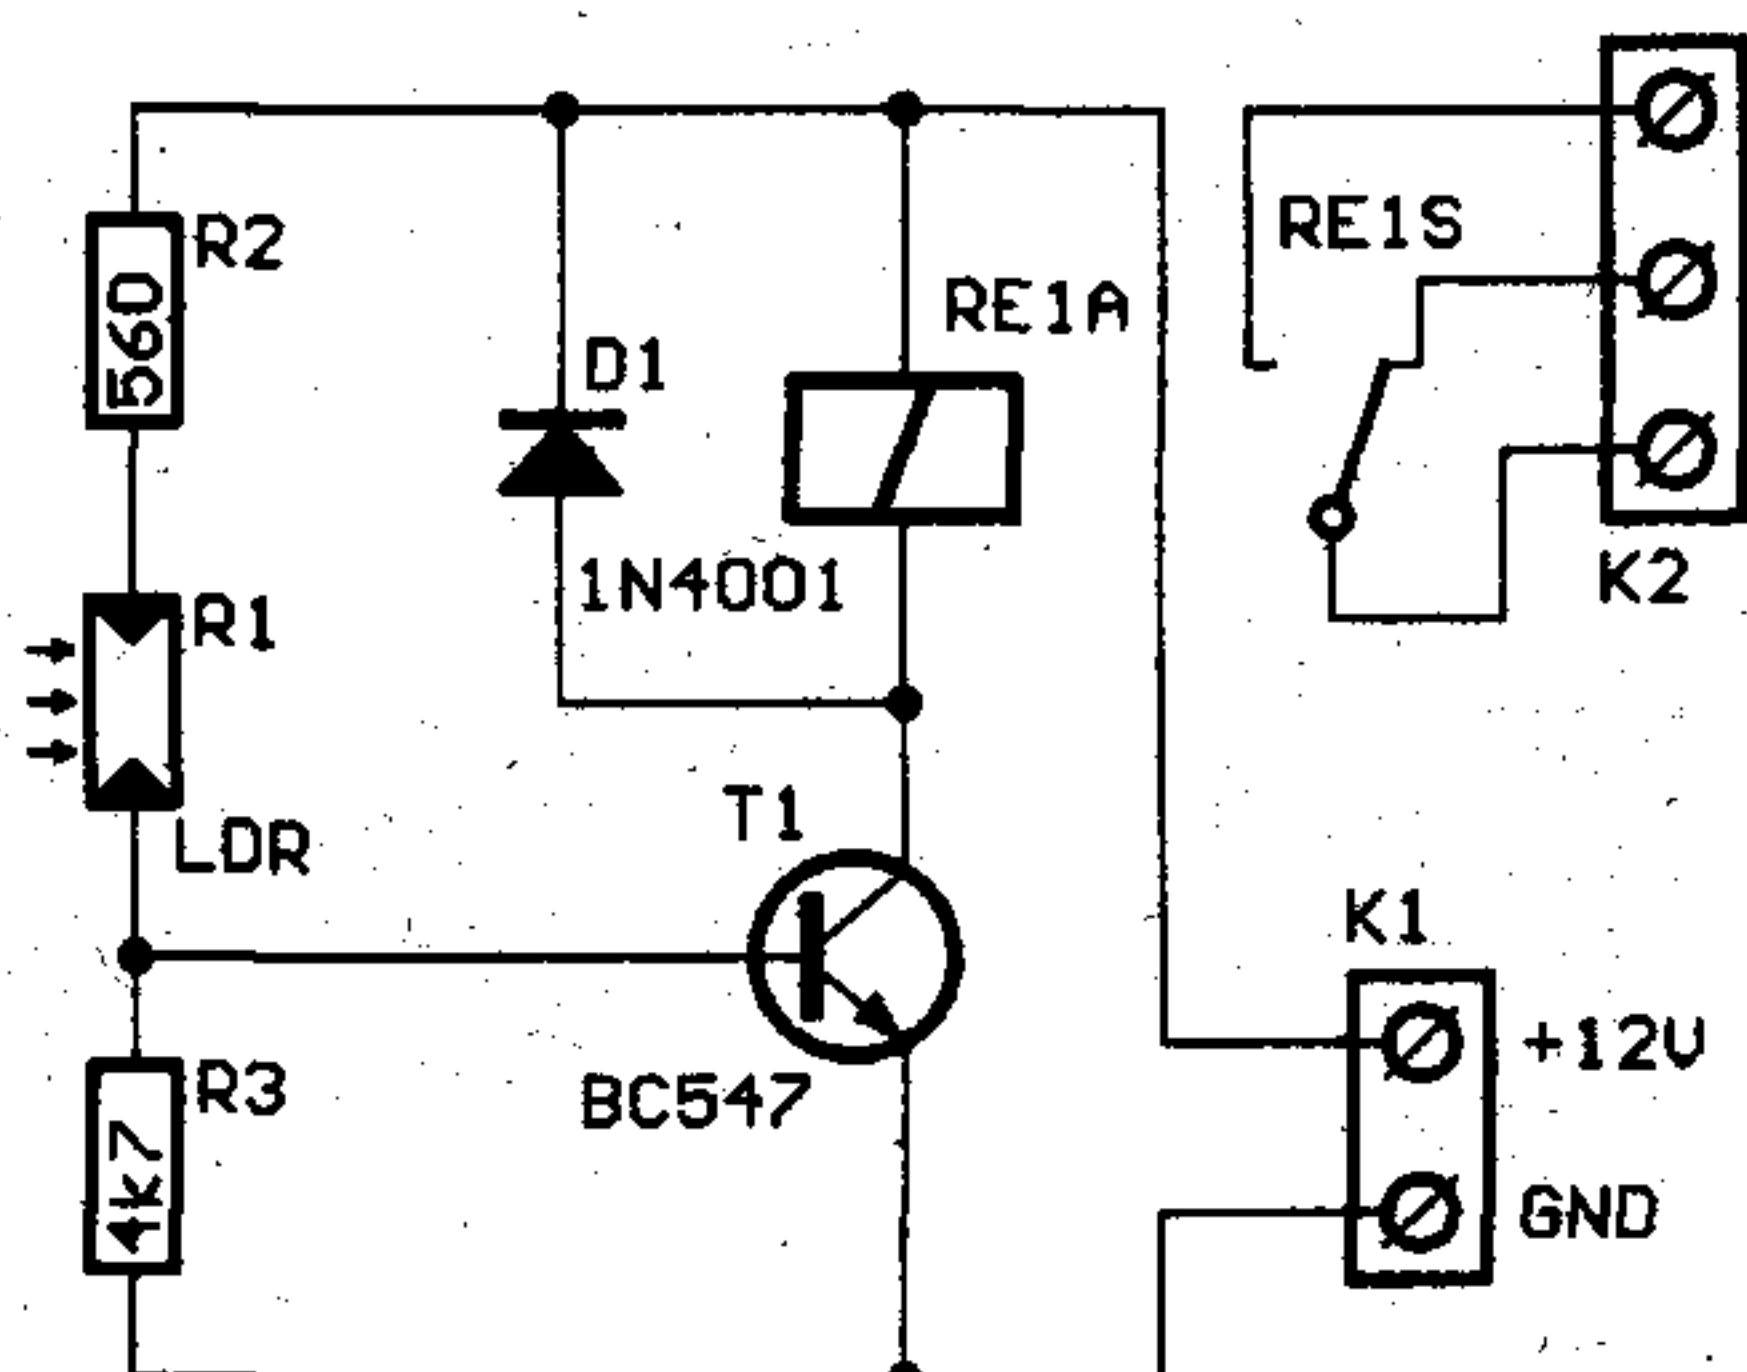 R2
560
RE1S
RE1A
D1
1N4001
K2
R1
LDR
T1
BC547
K1
+12V
GND
R3
4k7